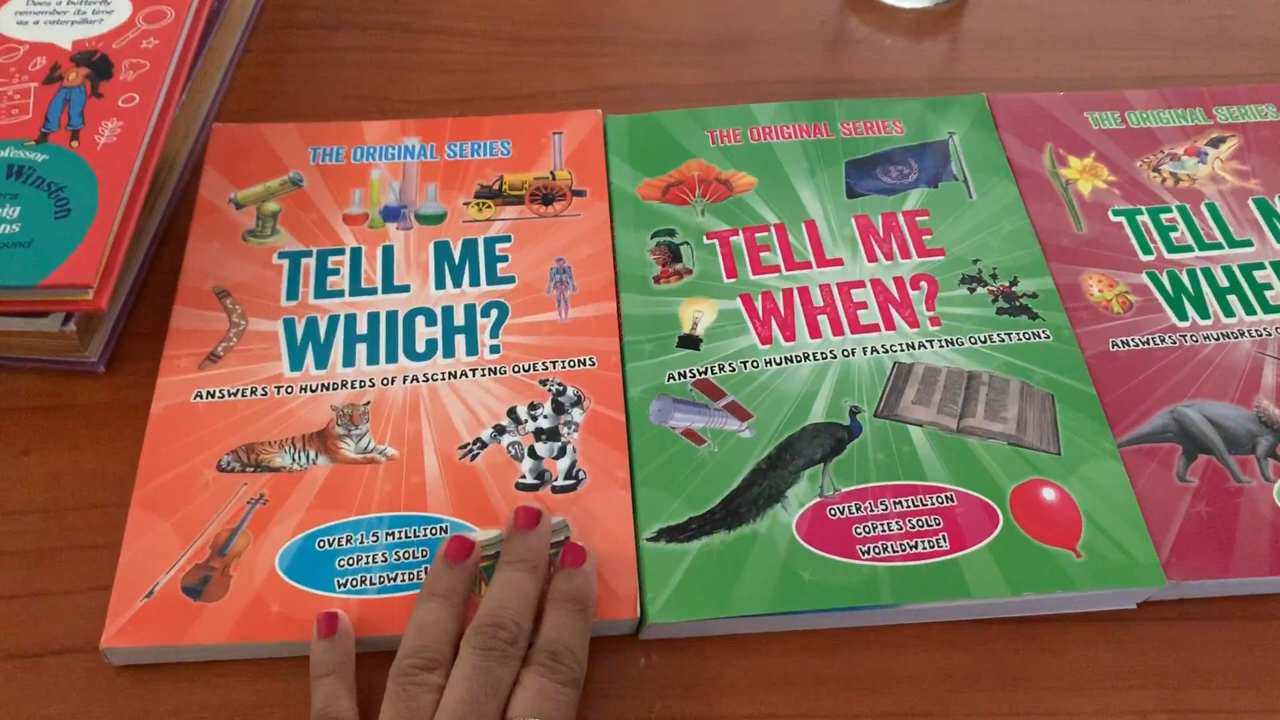 Does a butterfly
remember its time
as a caterpillar?
Winston
THE ORIGINAL SERIES
TELL ME
WHICH?
ANSWERS TO HUNDREDS OF FASCINATING QUESTIONS
OVER 1.5 MILLION
COPIES SOLD
WORLDWIDE!
THE ORIGINAL SERIES
TELL ME
WHEN?
ANSWERS TO HUNDREDS OF FASCINATING QUESTIONS
OVER 1.5 MILLION
COPIES SOLD
WORLDWIDE!
THE ORIGINAL SERIES
TELL
ANSWERS TO HUNDREDS